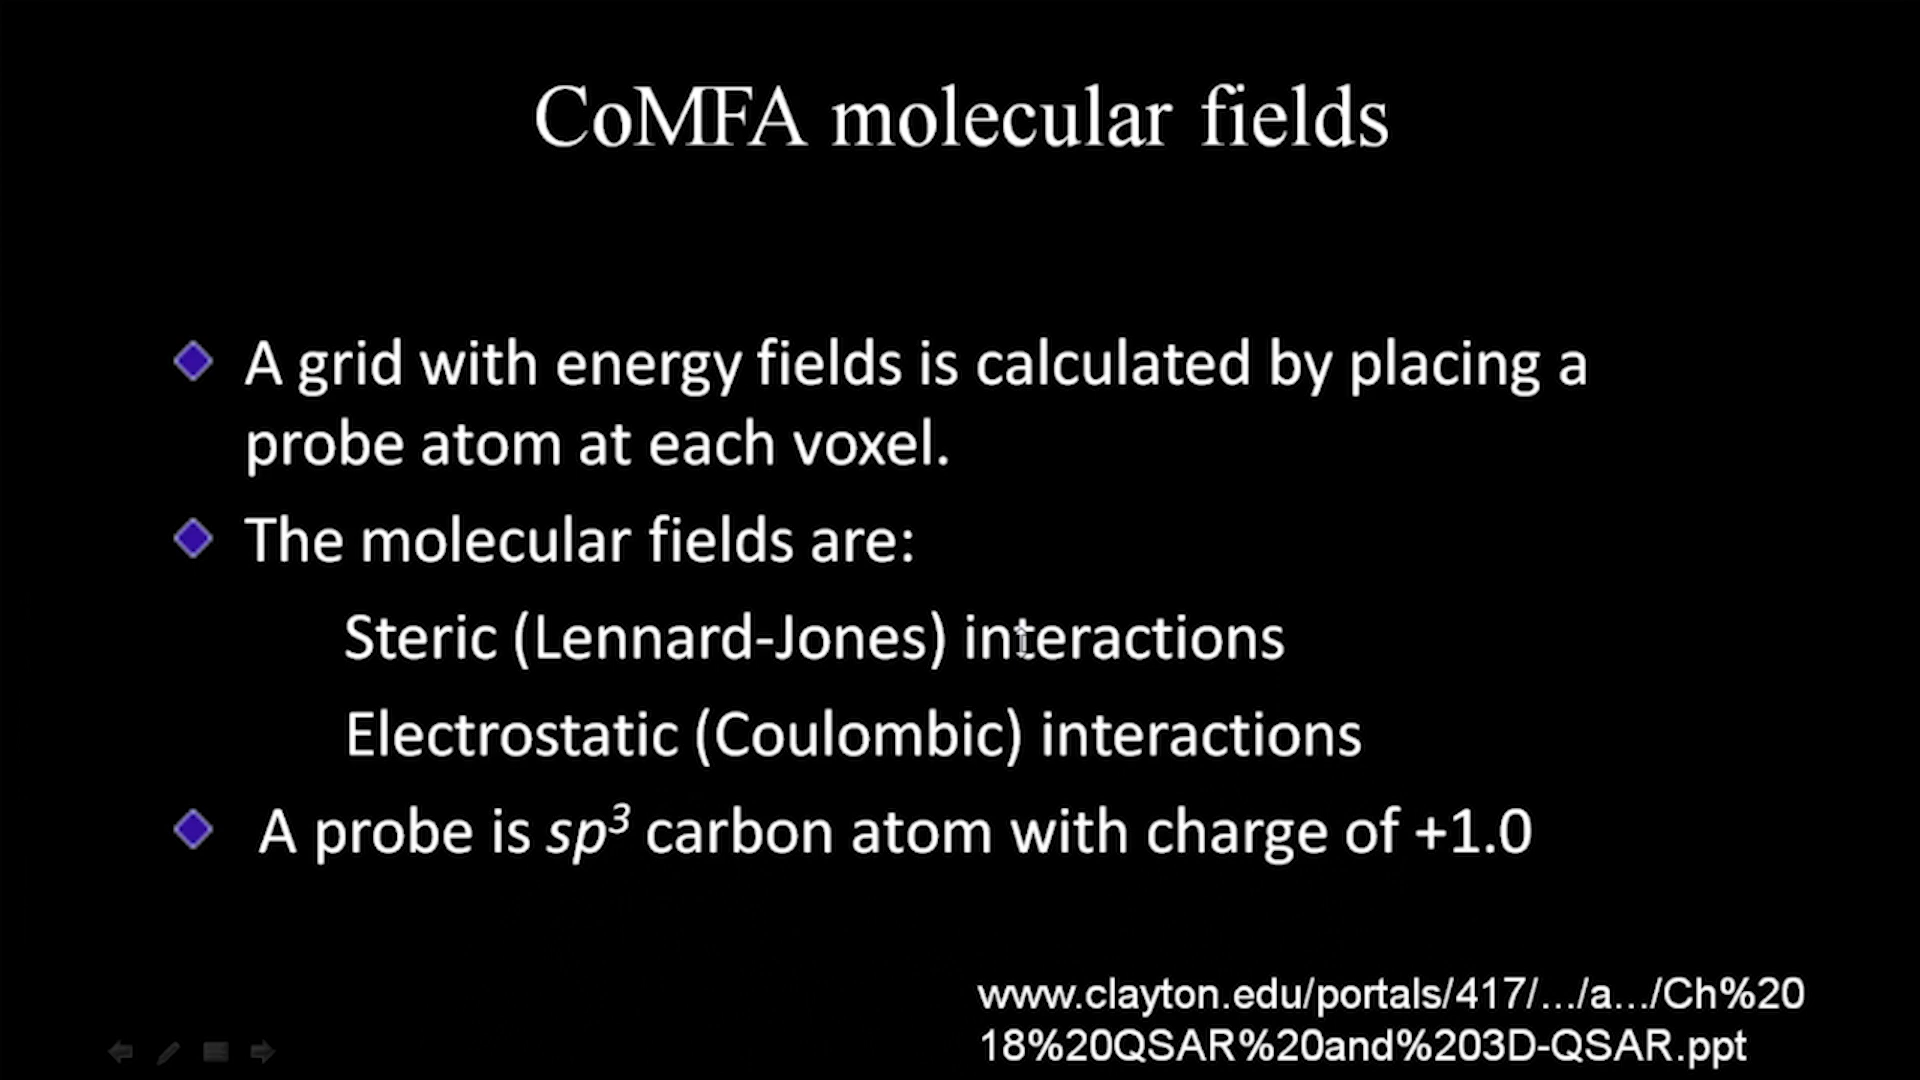 CoMFA molecular fields
A grid with energy fields is calculated by placing a
probe atom at each voxel.
The molecular fields are:
Steric (Lennard-Jones) interactions
Electrostatic (Coulombic) interactions
A probe is sp³ carbon atom with charge of +1.0
www.clayton.edu/portals/417/.../a.../Ch%20
18%20QSAR%20and%203D-QSAR.ppt